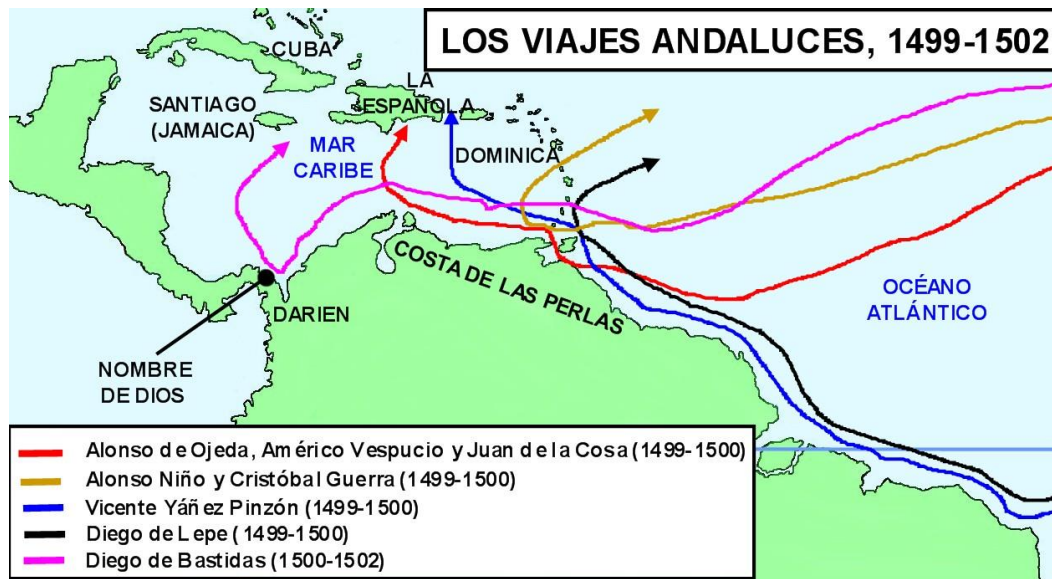 LOS VIAJES ANDALUCES, 1499-1502
CUBA
LA
ESPAÑOLA
SANTIAGO
(JAMAICA)
MAR
CARIBE
DOMINICA
COSTA DE LAS PERLAS
OCÉANO
ATLÁNTICO
DARIEN
NOMBRE
DE DIOS
Alonso de Ojeda, Américo Vespucio y Juan de la Cosa (1499-1500)
Alonso Niño y Cristóbal Guerra (1499-1500)
Vicente Yáñez Pinzón (1499-1500)
Diego de Lepe (1499-1500)
Diego de Bastidas (1500-1502)